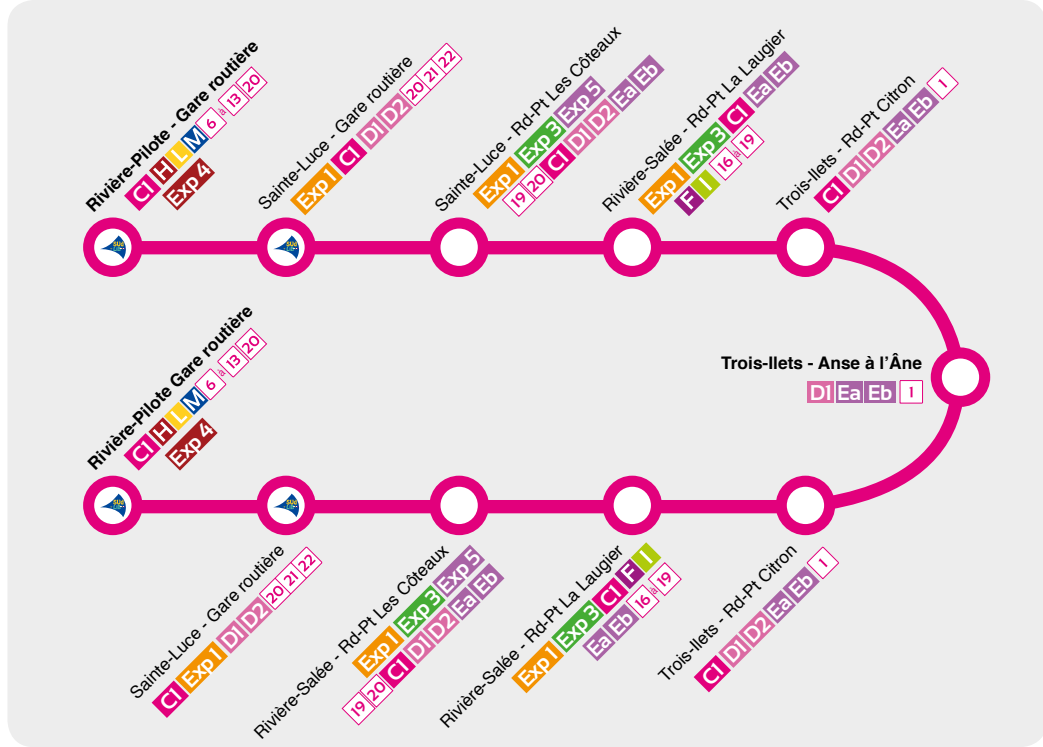 Rivière-Pilote - Gare routière
C1 H L M 6 à 13 20
Exp 4
Sainte-Luce - Gare routière
Exp 1 C1 D1 D2 20 21 22
Sainte-Luce - Rd-Pt Les Côteaux
Exp 1 Exp 3 Exp 5
19 20 C1 D1 D2 Ea Eb
Rivière-Salée - Rd-Pt La Laugier
Exp 1 Exp 3 C1 Ea Eb
F I 16 à 19
Trois-Ilets - Rd-Pt Citron
C1 D1 D2 Ea Eb 1
Trois-Ilets - Anse à l'Âne
D1 Ea Eb 1
Rivière-Pilote Gare routière
C1 H L M 6 à 13 20
Exp 4
Sainte-Luce - Gare routière
C1 Exp 1 D1 D2 20 21 22
Rivière-Salée - Rd-Pt Les Côteaux
Exp 1 Exp 3 Exp 5
19 20 C1 D1 D2 Ea Eb
Rivière-Salée - Rd-Pt La Laugier
Exp 1 Exp 3 C1 F I
Ea Eb 16 à 19
Trois-Ilets - Rd-Pt Citron
C1 D1 D2 Ea Eb 1